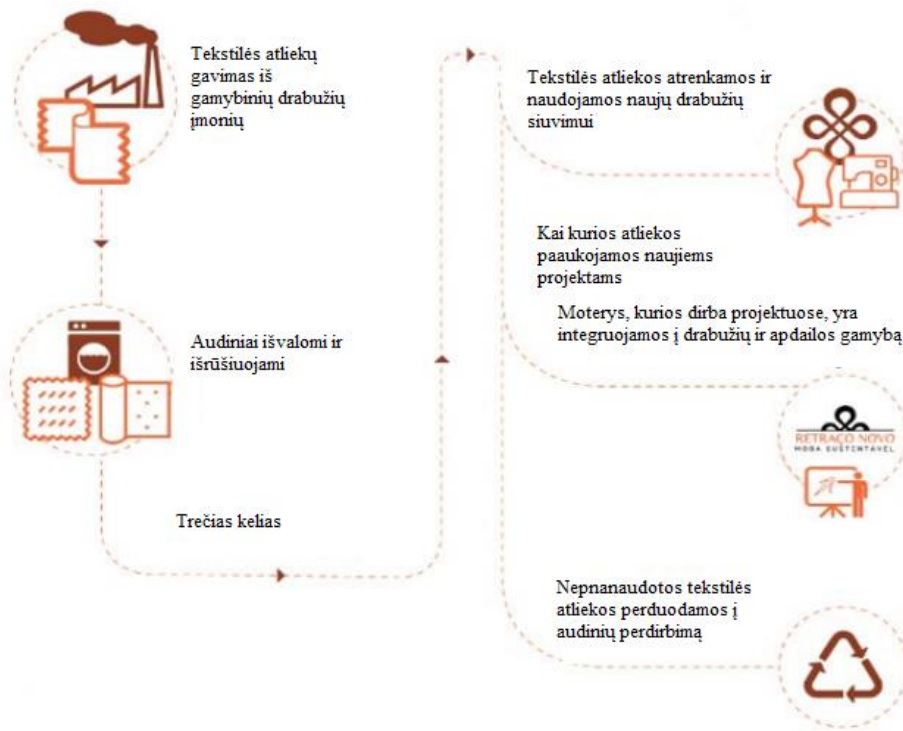 Tekstilės atliekų
gavimas iš
gamybinių drabužių
įmonių
Audiniai išvalomi ir
išrūšiuojami
Trečias kelias
Tekstilės atliekos atrenkamos ir
naudojamos naujų drabužių
siuvimui
Kai kurios atliekos
paaukojamos naujiems
projektams
Moterys, kurios dirba projektuose, yra
integruojamos į drabužių ir apdailos gamybą
RETRAÇO NOVO
MODA SUSTENTAVEL
Nepnanaudotos tekstilės
atliekos perduodamos į
audinių perdirbimą